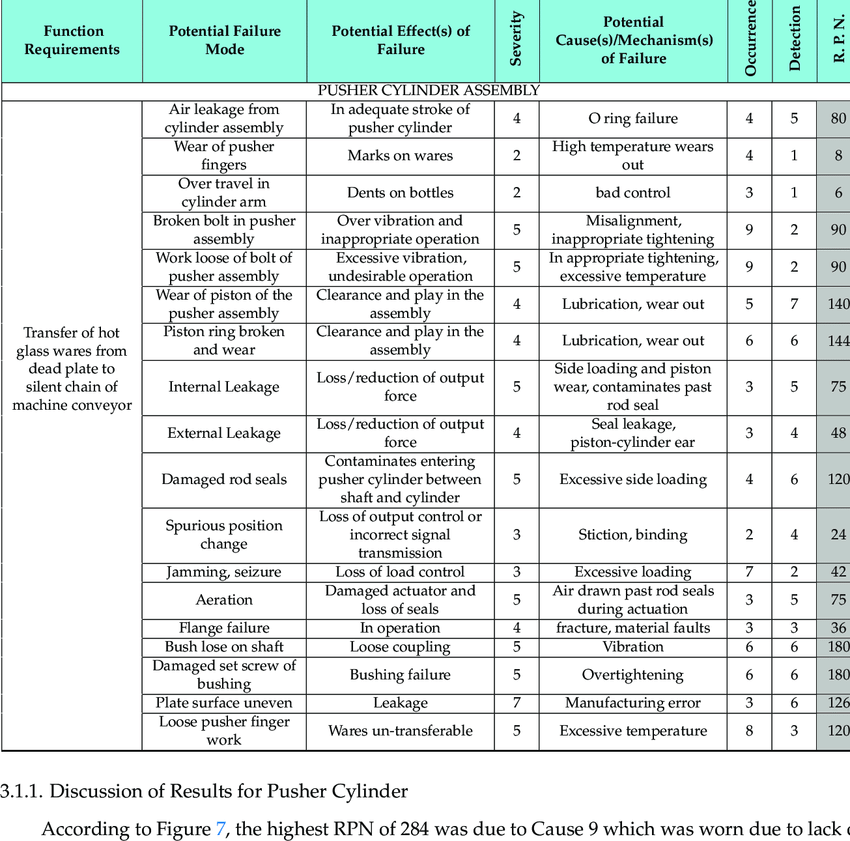 Function Requirements | Potential Failure Mode | Potential Effect(s) of Failure | Severity | Potential Cause(s)/Mechanism(s) of Failure | Occurrence | Detection | R. P. N.
PUSHER CYLINDER ASSEMBLY
Transfer of hot glass wares from dead plate to silent chain of machine conveyor
Air leakage from cylinder assembly | In adequate stroke of pusher cylinder | 4 | O ring failure | 4 | 5 | 80
Wear of pusher fingers | Marks on wares | 2 | High temperature wears out | 4 | 1 | 8
Over travel in cylinder arm | Dents on bottles | 2 | bad control | 3 | 1 | 6
Broken bolt in pusher assembly | Over vibration and inappropriate operation | 5 | Misalignment, inappropriate tightening | 9 | 2 | 90
Work loose of bolt of pusher assembly | Excessive vibration, undesirable operation | 5 | In appropriate tightening, excessive temperature | 9 | 2 | 90
Wear of piston of the pusher assembly | Clearance and play in the assembly | 4 | Lubrication, wear out | 5 | 7 | 140
Piston ring broken and wear | Clearance and play in the assembly | 4 | Lubrication, wear out | 6 | 6 | 144
Internal Leakage | Loss/reduction of output force | 5 | Side loading and piston wear, contaminates past rod seal | 3 | 5 | 75
External Leakage | Loss/reduction of output force | 4 | Seal leakage, piston-cylinder ear | 3 | 4 | 48
Damaged rod seals | Contaminates entering pusher cylinder between shaft and cylinder | 5 | Excessive side loading | 4 | 6 | 120
Spurious position change | Loss of output control or incorrect signal transmission | 3 | Stiction, binding | 2 | 4 | 24
Jamming, seizure | Loss of load control | 3 | Excessive loading | 7 | 2 | 42
Aeration | Damaged actuator and loss of seals | 5 | Air drawn past rod seals during actuation | 3 | 5 | 75
Flange failure | In operation | 4 | fracture, material faults | 3 | 3 | 36
Bush lose on shaft | Loose coupling | 5 | Vibration | 6 | 6 | 180
Damaged set screw of bushing | Bushing failure | 5 | Overtightening | 6 | 6 | 180
Plate surface uneven | Leakage | 7 | Manufacturing error | 3 | 6 | 126
Loose pusher finger work | Wares un-transferable | 5 | Excessive temperature | 8 | 3 | 120
3.1.1. Discussion of Results for Pusher Cylinder
According to Figure 7, the highest RPN of 284 was due to Cause 9 which was worn due to lack